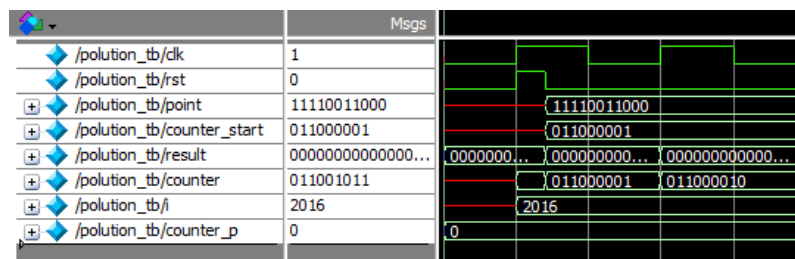 Msgs
/polution_tb/clk 1
/polution_tb/rst 0
/polution_tb/point 11110011000 11110011000
/polution_tb/counter_start 011000001 011000001
/polution_tb/result 00000000000000... 0000000... 000000000... 000000000000...
/polution_tb/counter 011001011 011000001 011000010
/polution_tb/i 2016 2016
/polution_tb/counter_p 0 0